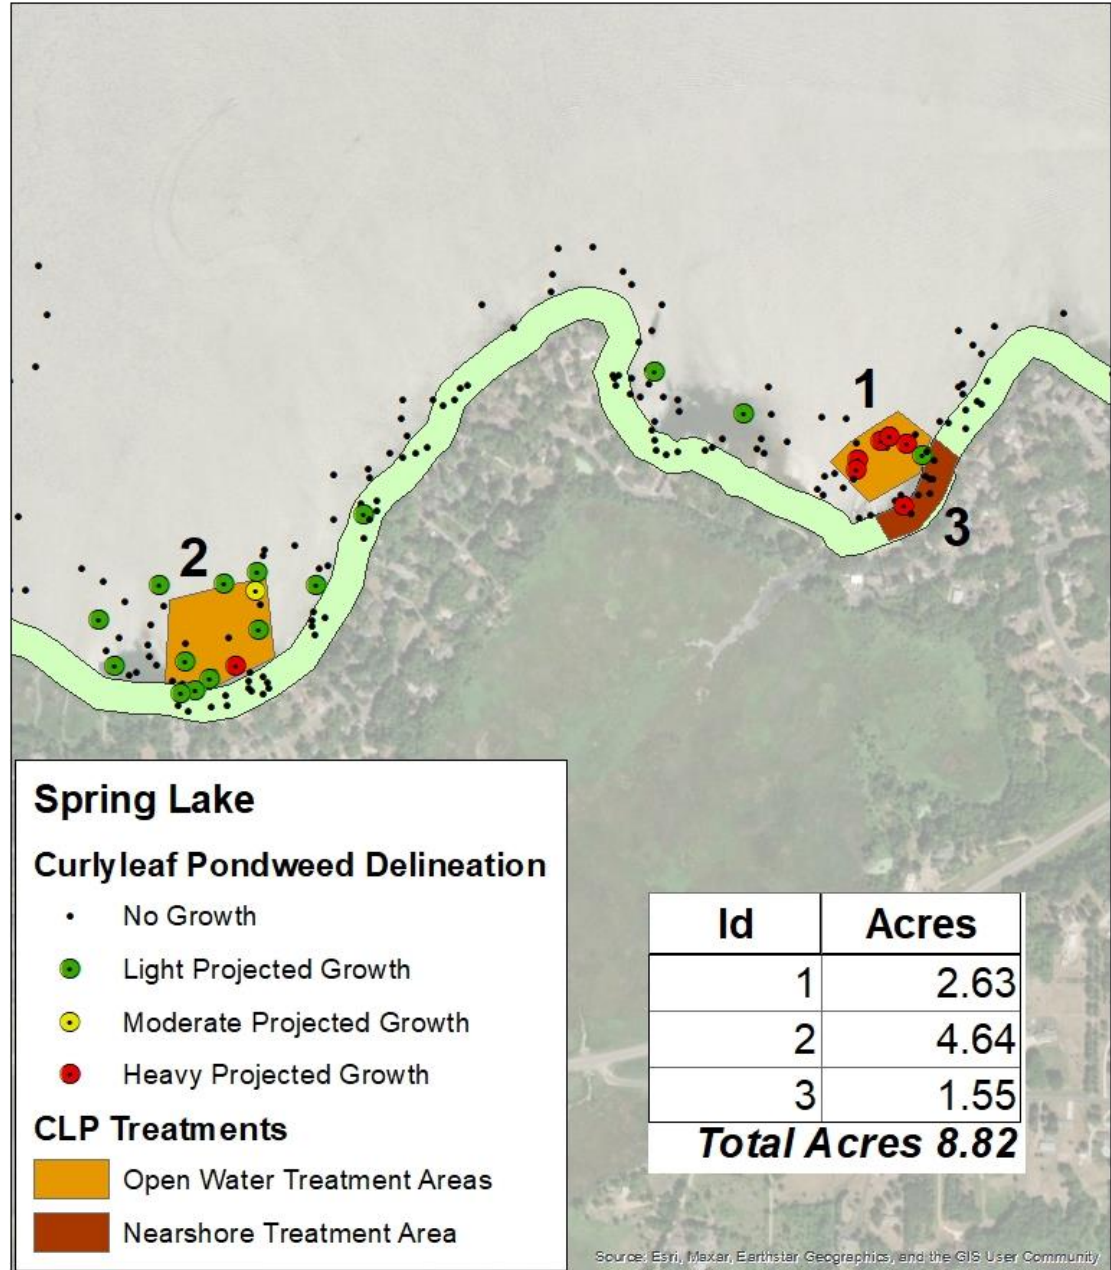 1
2
3
Spring Lake
Curlyleaf Pondweed Delineation
No Growth
Light Projected Growth
Moderate Projected Growth
Heavy Projected Growth
CLP Treatments
Open Water Treatment Areas
Nearshore Treatment Area
Id Acres
1 2.63
2 4.64
3 1.55
Total Acres 8.82
Source: Esri, Maxar, Earthstar Geographics, and the GIS User Community